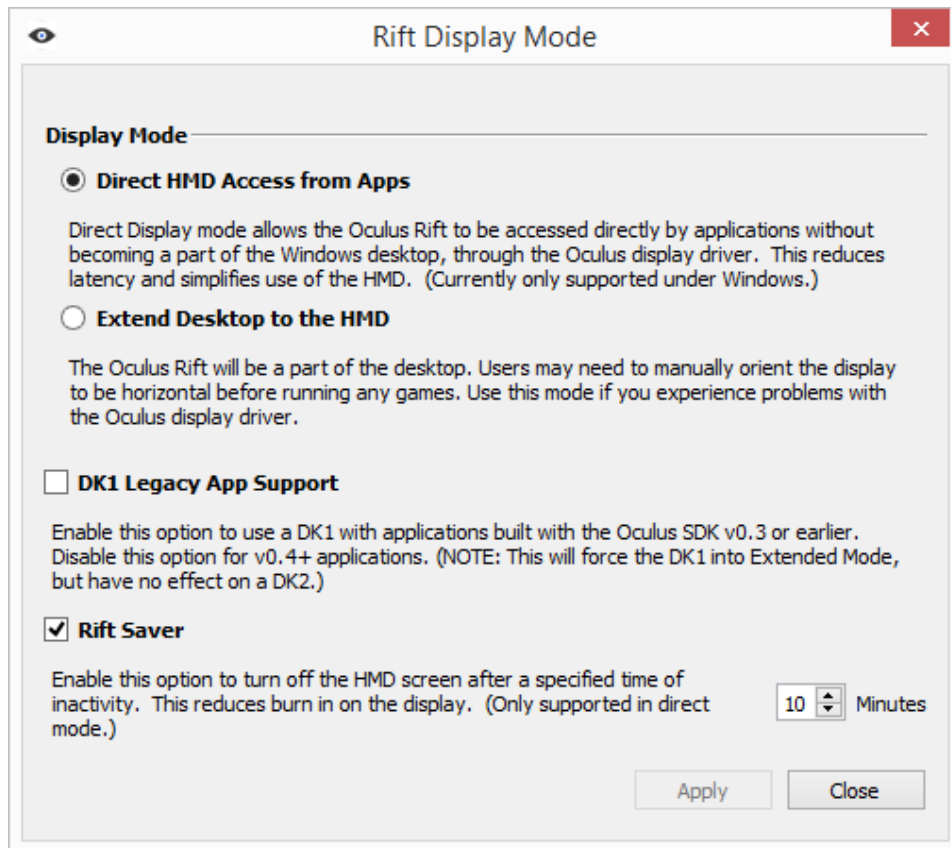 Rift Display Mode
Display Mode
Direct HMD Access from Apps
Direct Display mode allows the Oculus Rift to be accessed directly by applications without
becoming a part of the Windows desktop, through the Oculus display driver.  This reduces
latency and simplifies use of the HMD.  (Currently only supported under Windows.)
Extend Desktop to the HMD
The Oculus Rift will be a part of the desktop. Users may need to manually orient the display
to be horizontal before running any games. Use this mode if you experience problems with
the Oculus display driver.
DK1 Legacy App Support
Enable this option to use a DK1 with applications built with the Oculus SDK v0.3 or earlier.
Disable this option for v0.4+ applications. (NOTE: This will force the DK1 into Extended Mode,
but have no effect on a DK2.)
Rift Saver
Enable this option to turn off the HMD screen after a specified time of
inactivity.  This reduces burn in on the display.  (Only supported in direct
mode.)
10 Minutes
Apply Close